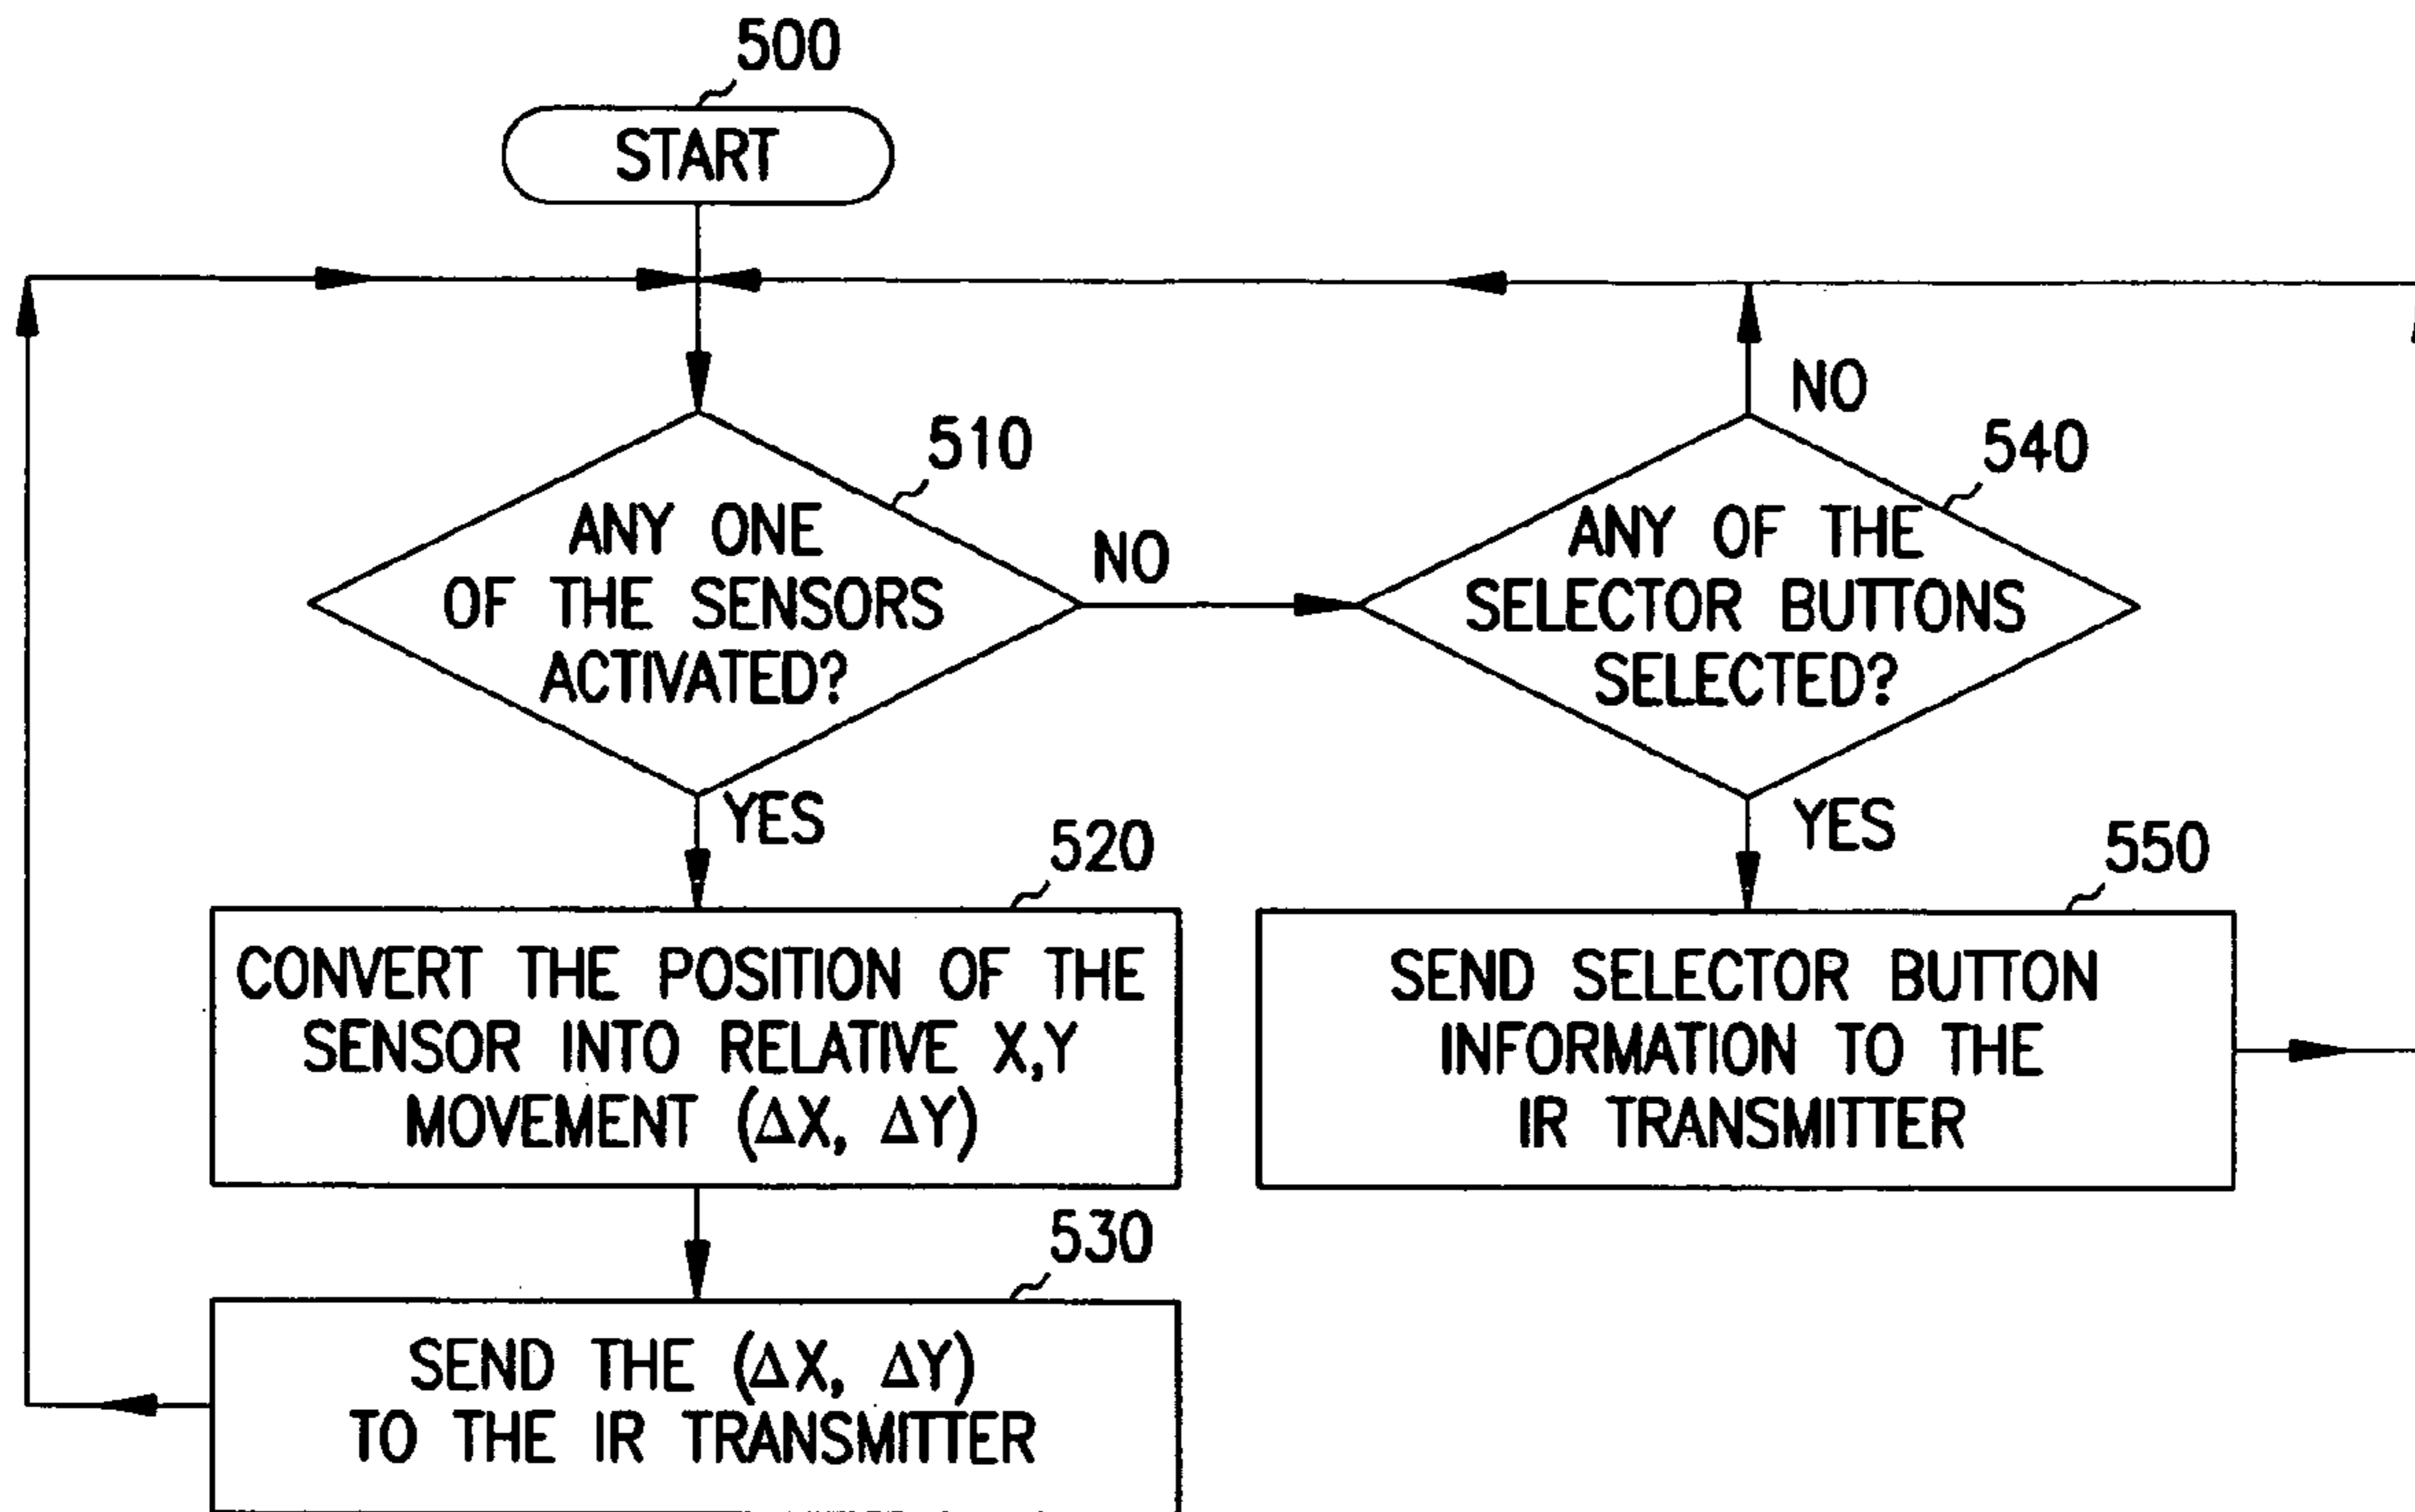 500
START
510
ANY ONE
OF THE SENSORS
ACTIVATED?
NO
YES
540
ANY OF THE
SELECTOR BUTTONS
SELECTED?
NO
YES
520
CONVERT THE POSITION OF THE
SENSOR INTO RELATIVE X,Y
MOVEMENT (ΔX, ΔY)
550
SEND SELECTOR BUTTON
INFORMATION TO THE
IR TRANSMITTER
530
SEND THE (ΔX, ΔY)
TO THE IR TRANSMITTER